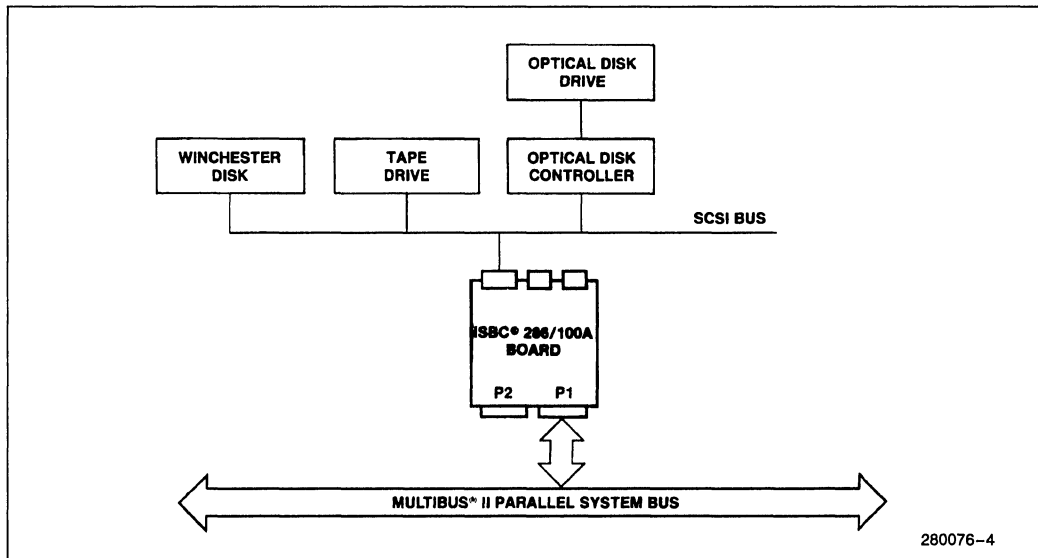 OPTICAL DISK
DRIVE
WINCHESTER
DISK
TAPE
DRIVE
OPTICAL DISK
CONTROLLER
SCSI BUS
iSBC® 286/100A
BOARD
P2 P1
MULTIBUS® II PARALLEL SYSTEM BUS
280076-4